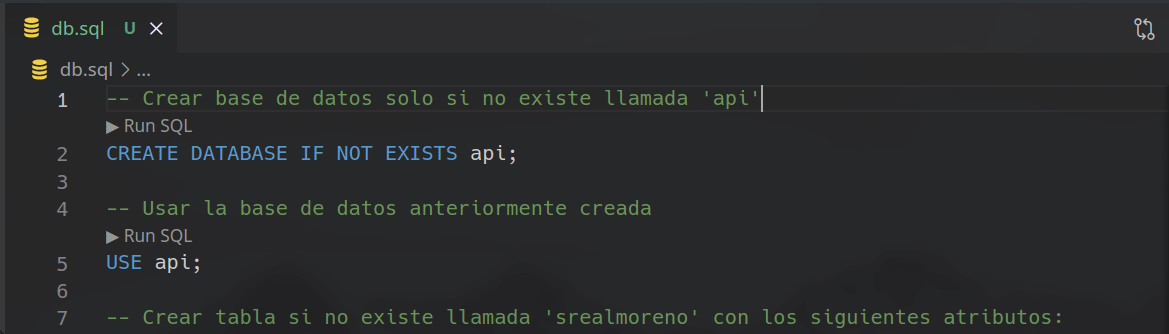 db.sql U
db.sql > ...
1 -- Crear base de datos solo si no existe llamada 'api'
Run SQL
2 CREATE DATABASE IF NOT EXISTS api;
3
4 -- Usar la base de datos anteriormente creada
Run SQL
5 USE api;
6
7 -- Crear tabla si no existe llamada 'srealmoreno' con los siguientes atributos: